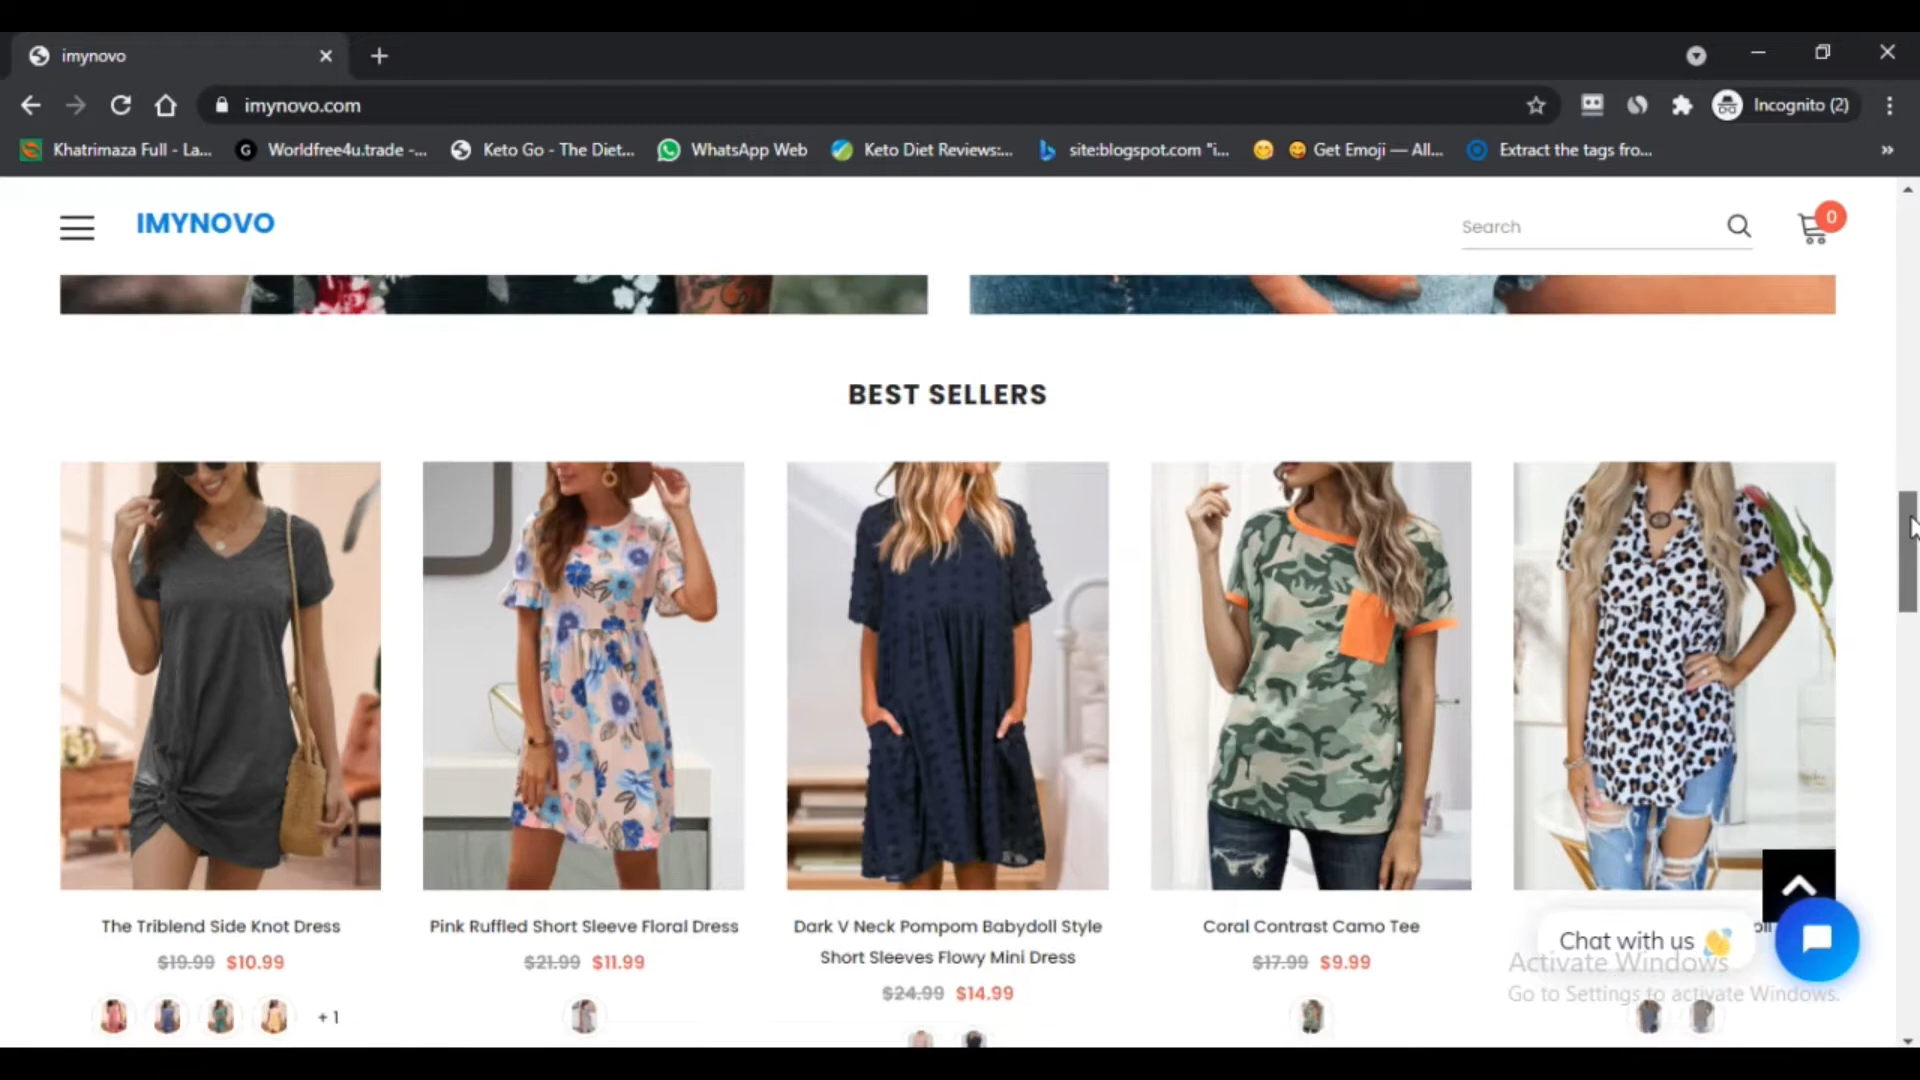 imynovo
imynovo.com
Incognito (2)
Khatrimaza Full - La...
Worldfree4u.trade -...
Keto Go - The Diet...
WhatsApp Web
Keto Diet Reviews:...
site:blogspot.com "i...
Get Emoji — All...
Extract the tags fro...
»
IMYNOVO
Search
0
BEST SELLERS
The Triblend Side Knot Dress
$19.99 $10.99
+ 1
Pink Ruffled Short Sleeve Floral Dress
$21.99 $11.99
Dark V Neck Pompom Babydoll Style
Short Sleeves Flowy Mini Dress
$24.99 $14.99
Coral Contrast Camo Tee
$17.99 $9.99
Chat with us 👋
Activate Windows
Go to Settings to activate Windows.